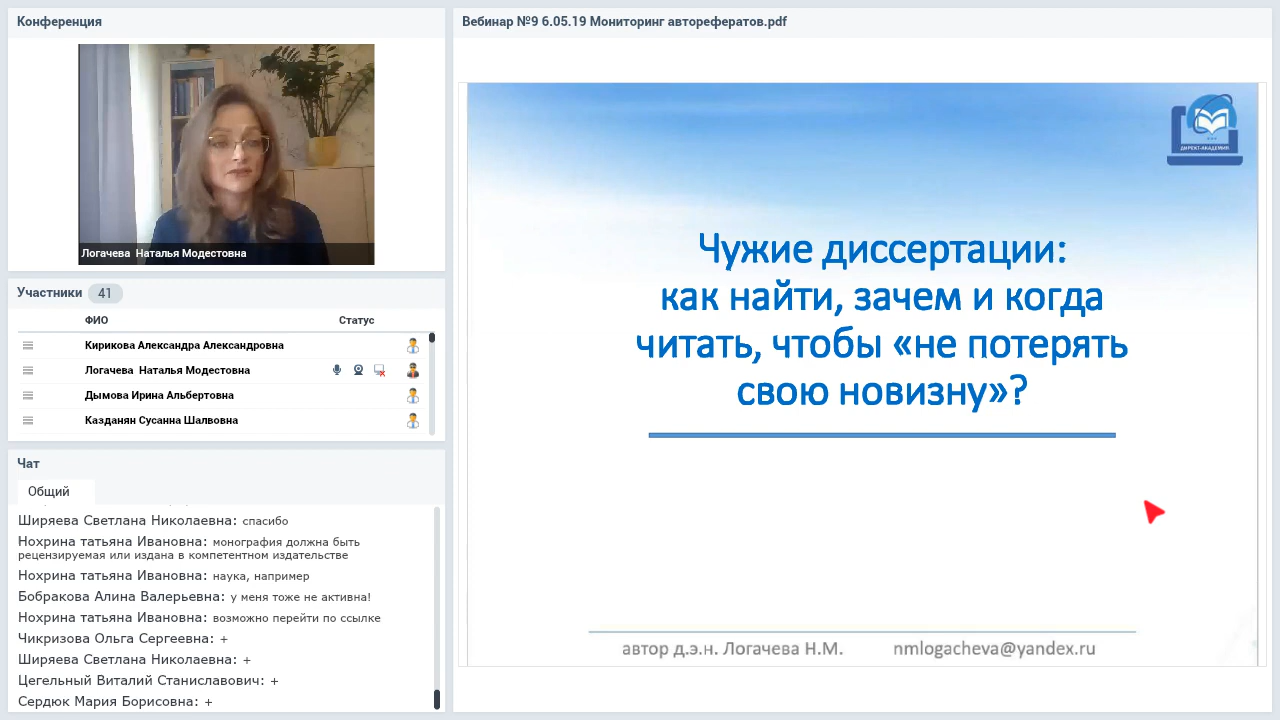 Конференция
Логачева  Наталья Модестовна
Участники 41
ФИО Статус
Кирикова Александра Александровна
Логачева  Наталья Модестовна
Дымова Ирина Альбертовна
Казданян Сусанна Шалвовна
Чат
Общий
Ширяева Светлана Николаевна: спасибо
Нохрина татьяна Ивановна: монография должна быть
рецензируемая или издана в компетентном издательстве
Нохрина татьяна Ивановна: наука, например
Бобракова Алина Валерьевна: у меня тоже не активна!
Нохрина татьяна Ивановна: возможно перейти по ссылке
Чикризова Ольга Сергеевна: +
Ширяева Светлана Николаевна: +
Цегельный Виталий Станиславович: +
Сердюк Мария Борисовна: +
Вебинар №9 6.05.19 Мониторинг авторефератов.pdf
ДИРЕКТ-АКАДЕМИЯ
Чужие диссертации:
как найти, зачем и когда
читать, чтобы «не потерять
свою новизну»?
автор д.э.н. Логачева Н.М. nmlogacheva@yandex.ru